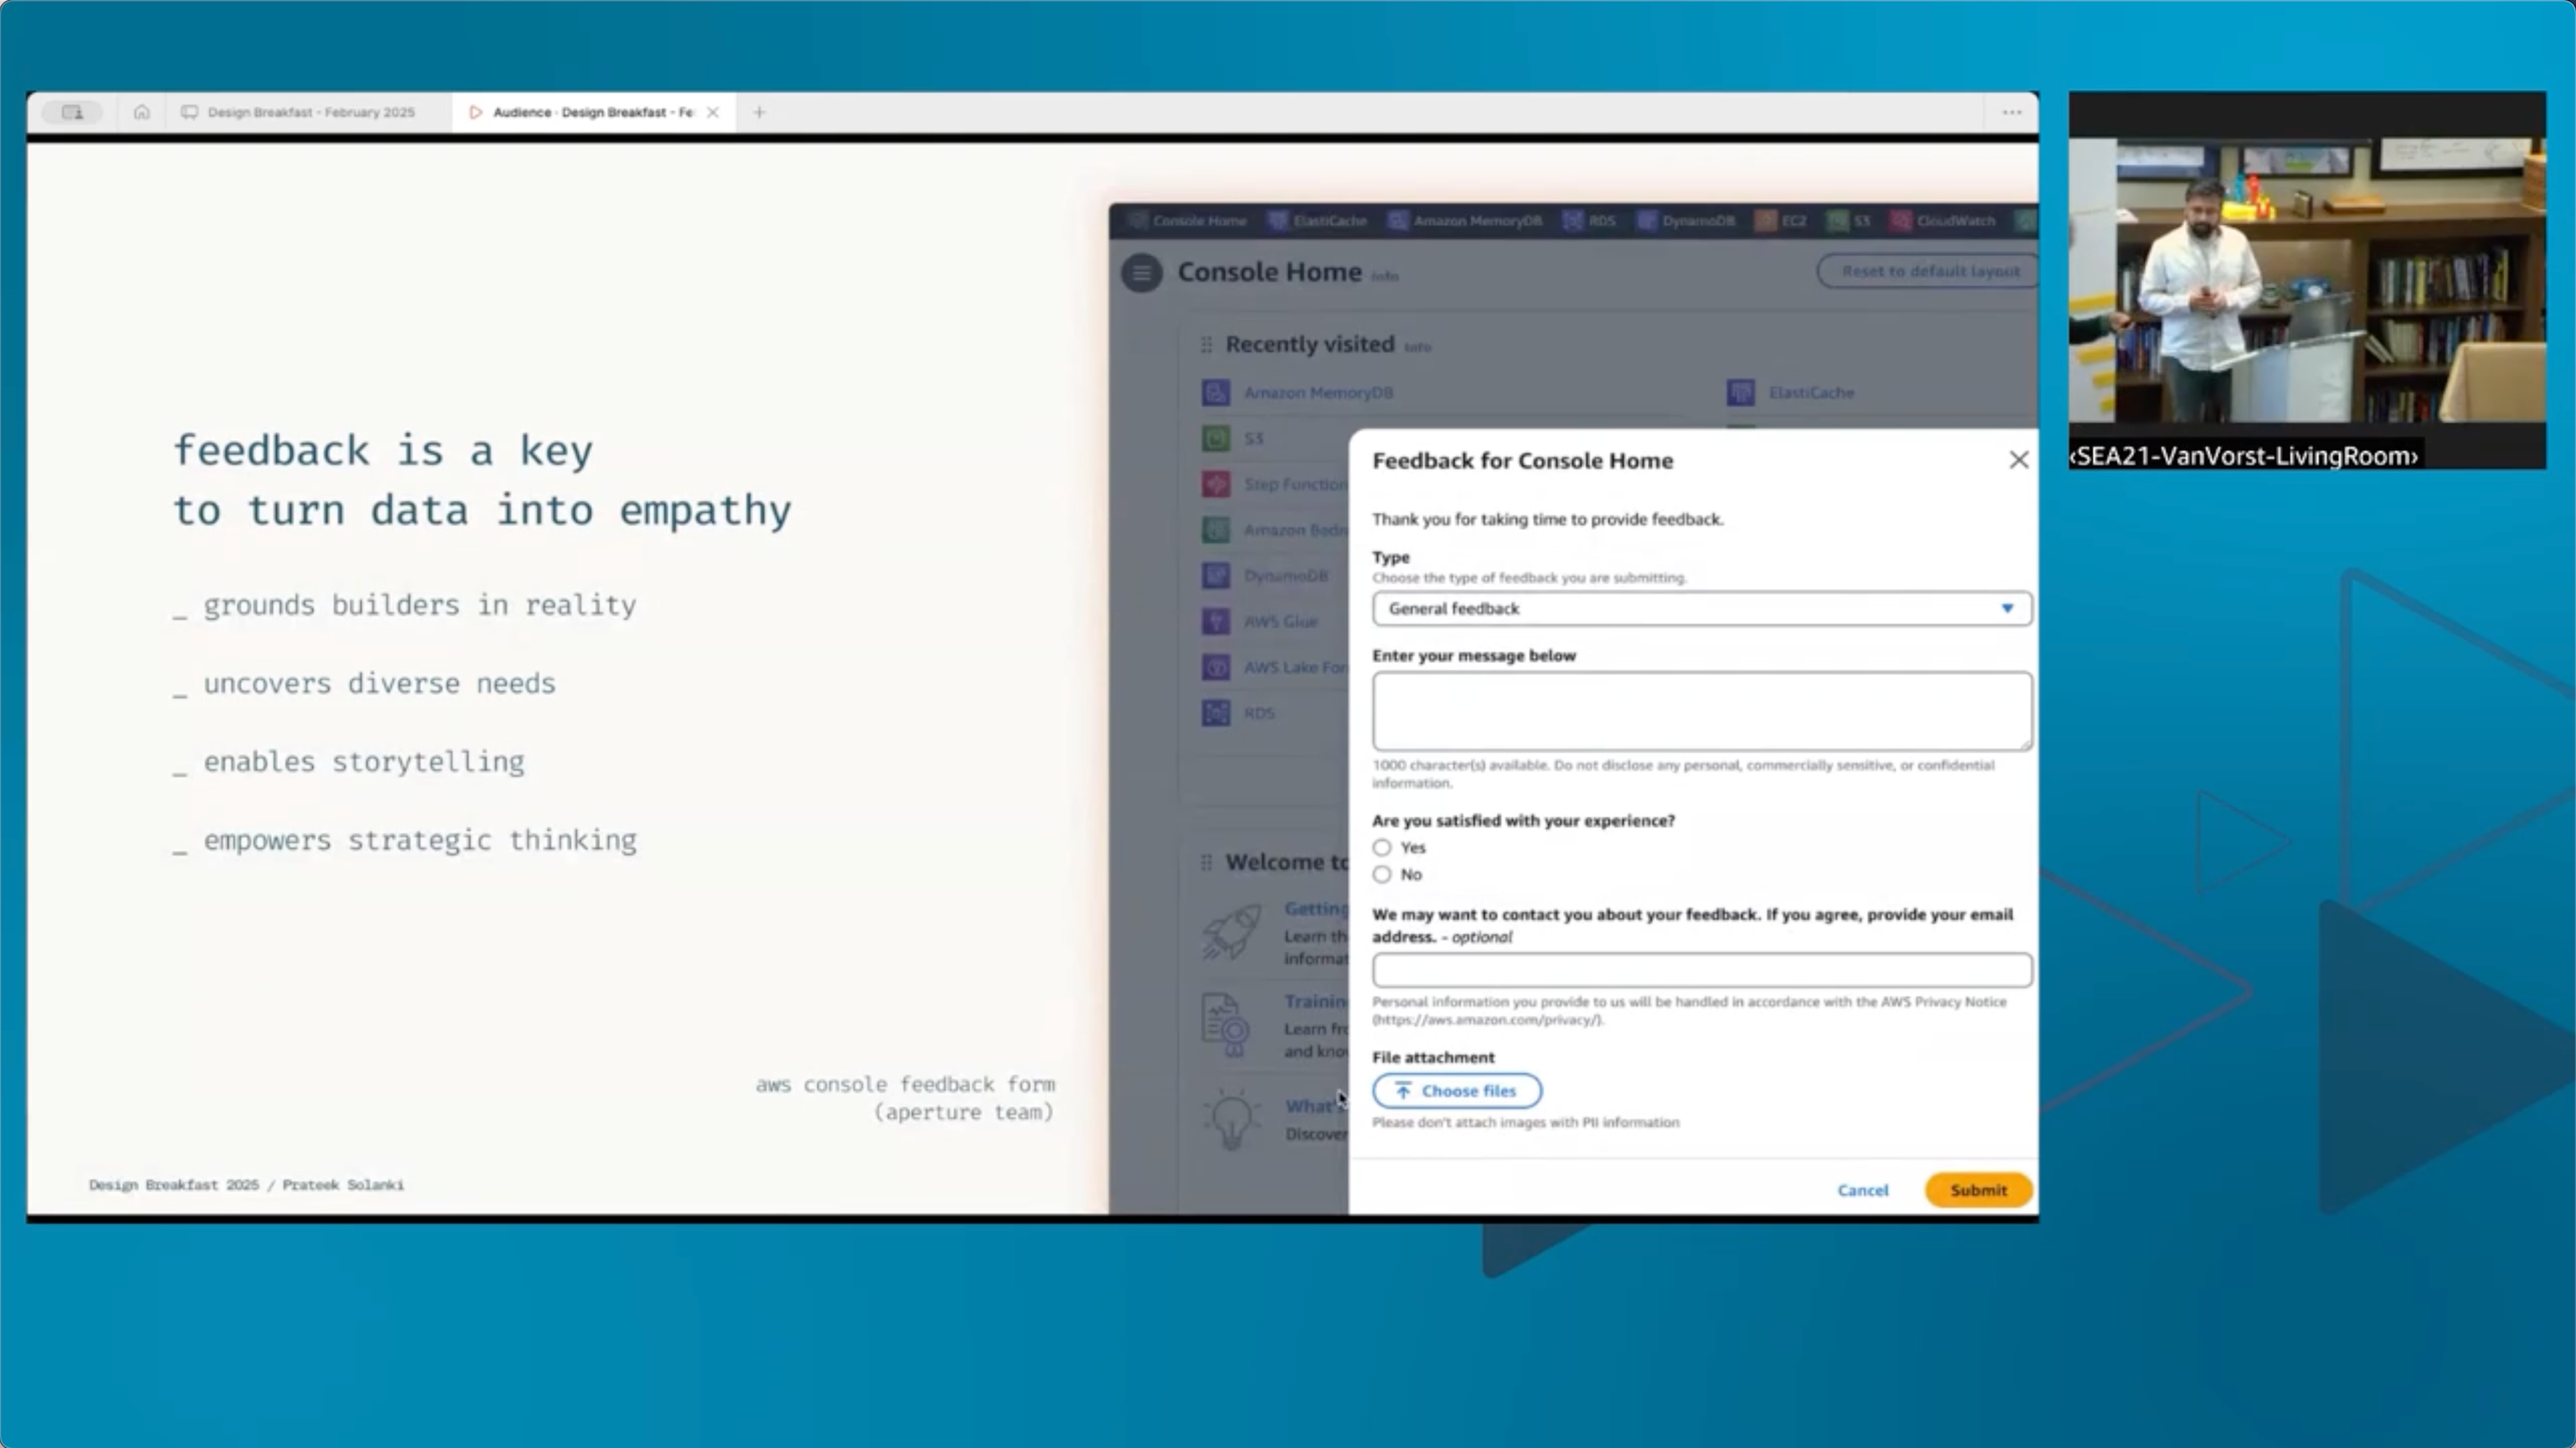 Design Breakfast - February 2025
Audience · Design Breakfast - Fe
feedback is a key
to turn data into empathy
_ grounds builders in reality
_ uncovers diverse needs
_ enables storytelling
_ empowers strategic thinking
aws console feedback form
(aperture team)
Design Breakfast 2025 / Prateek Solanki
Console Home ElastiCache Amazon MemoryDB RDS DynamoDB EC2 S3 CloudWatch
Console Home Info
Reset to default layout
Recently visited Info
Amazon MemoryDB
ElastiCache
S3
Step Function
Amazon Bedr
DynamoDB
AWS Glue
AWS Lake For
RDS
Welcome to
Getting
Learn th
informat
Trainin
Learn fro
and know
What'
Discover
Feedback for Console Home
Thank you for taking time to provide feedback.
Type
Choose the type of feedback you are submitting.
General feedback
Enter your message below
1000 character(s) available. Do not disclose any personal, commercially sensitive, or confidential
information.
Are you satisfied with your experience?
Yes
No
We may want to contact you about your feedback. If you agree, provide your email
address. - optional
Personal information you provide to us will be handled in accordance with the AWS Privacy Notice
(https://aws.amazon.com/privacy/).
File attachment
Choose files
Please don't attach images with PII information
Cancel
Submit
‹SEA21-VanVorst-LivingRoom›